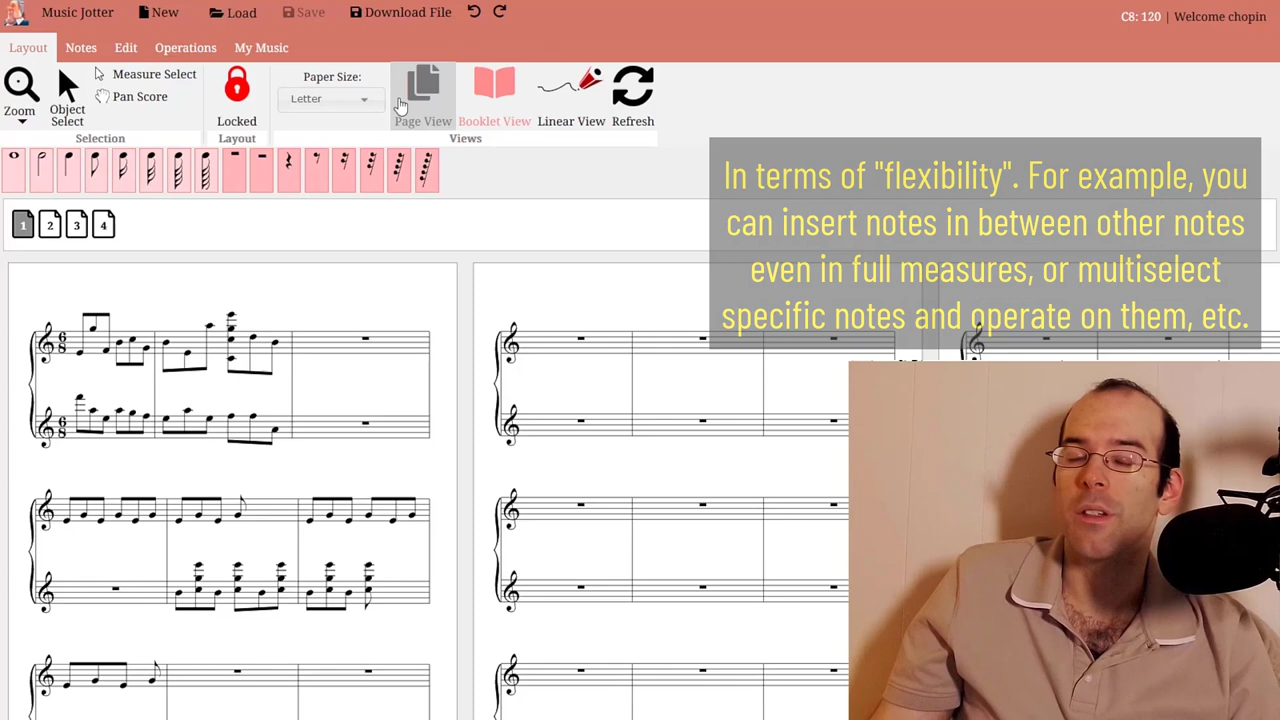 Music Jotter New Load Save Download File C8: 120 | Welcome chopin
Layout Notes Edit Operations My Music
Zoom
Object
Select
Measure Select
Pan Score
Locked
Paper Size:
Letter
Page View Booklet View Linear View Refresh
Selection Layout Views
1 2 3 4
In terms of "flexibility". For example, you
can insert notes in between other notes
even in full measures, or multiselect
specific notes and operate on them, etc.